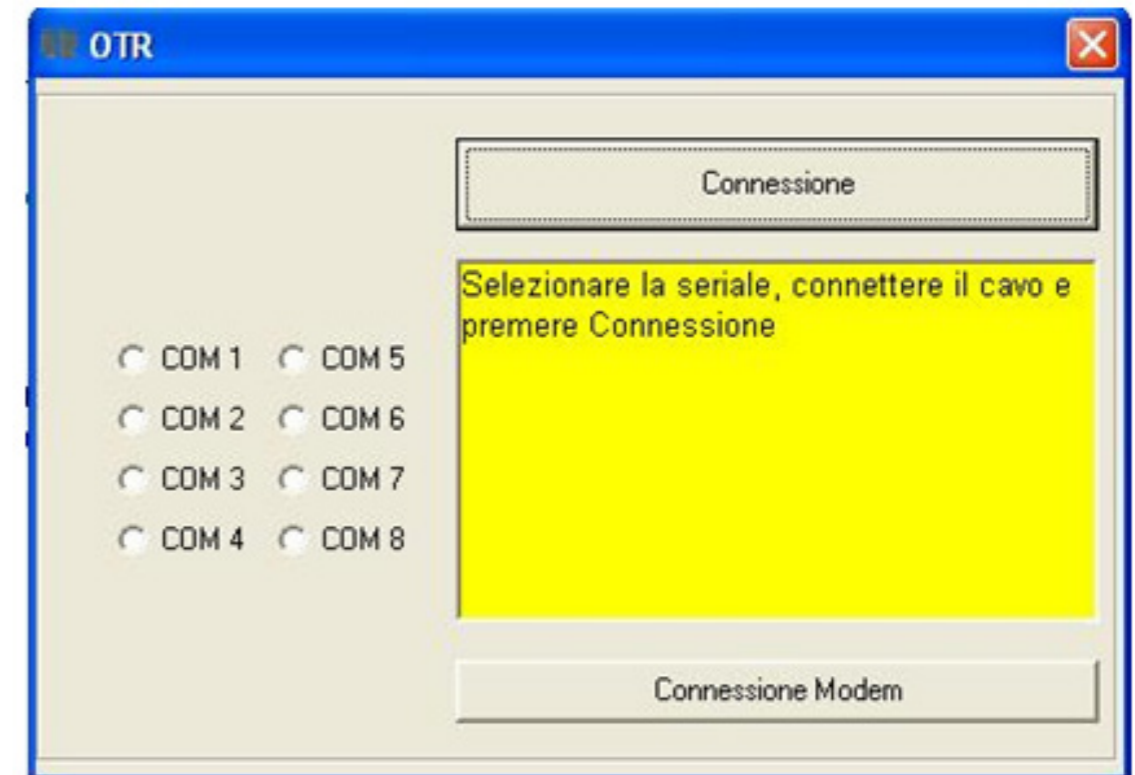 OTR
Connessione
Selezionare la seriale, connettere il cavo e
premere Connessione
COM 1 COM 5
COM 2 COM 6
COM 3 COM 7
COM 4 COM 8
Connessione Modem